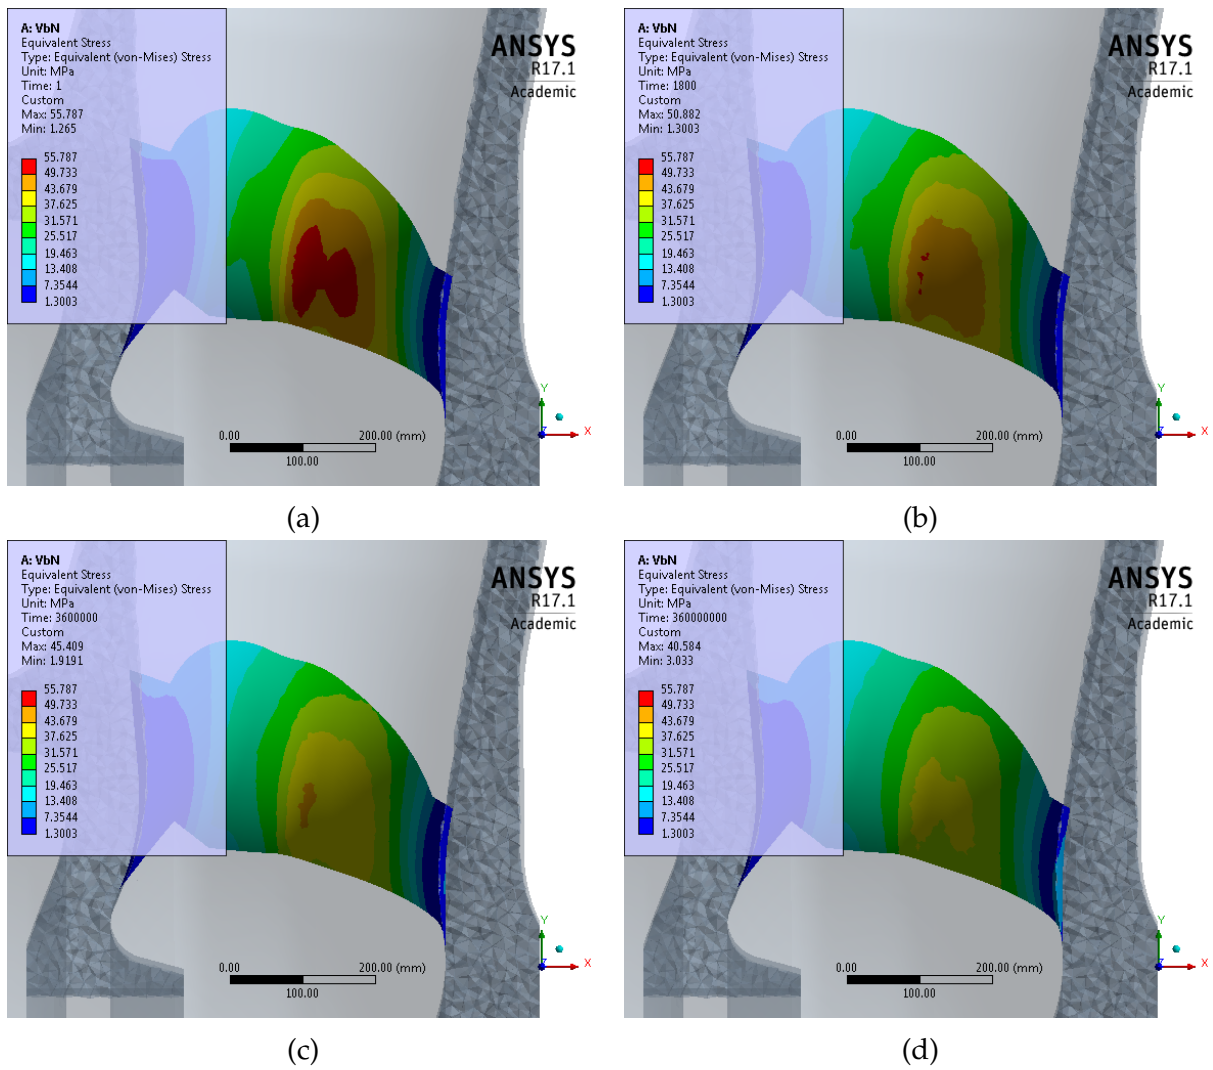 A: VbN
Equivalent Stress
Type: Equivalent (von-Mises) Stress
Unit: MPa
Time: 1
Custom
Max: 55.787
Min: 1.265
55.787
49.733
43.679
37.625
31.571
25.517
19.463
13.408
7.3544
1.3003
ANSYS
R17.1
Academic
0.00
200.00 (mm)
100.00
Y
X
(a)
A: VbN
Equivalent Stress
Type: Equivalent (von-Mises) Stress
Unit: MPa
Time: 1800
Custom
Max: 50.882
Min: 1.3003
55.787
49.733
43.679
37.625
31.571
25.517
19.463
13.408
7.3544
1.3003
ANSYS
R17.1
Academic
0.00
200.00 (mm)
100.00
Y
X
(b)
A: VbN
Equivalent Stress
Type: Equivalent (von-Mises) Stress
Unit: MPa
Time: 3600000
Custom
Max: 45.409
Min: 1.9191
55.787
49.733
43.679
37.625
31.571
25.517
19.463
13.408
7.3544
1.3003
ANSYS
R17.1
Academic
0.00
200.00 (mm)
100.00
Y
X
(c)
A: VbN
Equivalent Stress
Type: Equivalent (von-Mises) Stress
Unit: MPa
Time: 360000000
Custom
Max: 40.584
Min: 3.033
55.787
49.733
43.679
37.625
31.571
25.517
19.463
13.408
7.3544
1.3003
ANSYS
R17.1
Academic
0.00
200.00 (mm)
100.00
Y
X
(d)